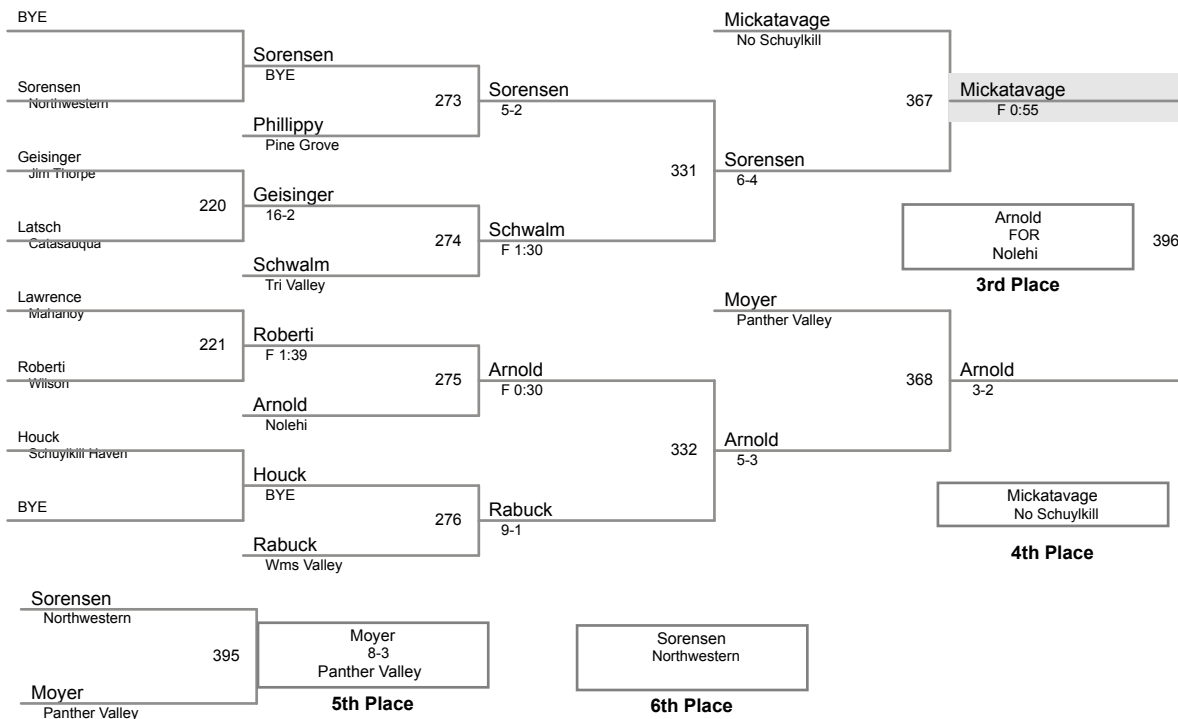 BYE
Sorensen
Northwestern
Geisinger
Jim Thorpe
220
Latsch
Catasauqua
Lawrence
Mahanoy
221
Roberti
Wilson
Houck
Schuylkill Haven
BYE
Sorensen
BYE
273
Phillippy
Pine Grove
Geisinger
16-2
274
Schwalm
Tri Valley
Roberti
F 1:39
275
Arnold
Nolehi
Houck
BYE
276
Rabuck
Wms Valley
Sorensen
5-2
331
Schwalm
F 1:30
Arnold
F 0:30
332
Rabuck
9-1
Mickatavage
No Schuylkill
367
Sorensen
6-4
Moyer
Panther Valley
368
Arnold
5-3
Mickatavage
F 0:55
Arnold
FOR
Nolehi
396
3rd Place
Arnold
3-2
Mickatavage
No Schuylkill
4th Place
Sorensen
Northwestern
395
Moyer
Panther Valley
Moyer
8-3
Panther Valley
5th Place
Sorensen
Northwestern
6th Place